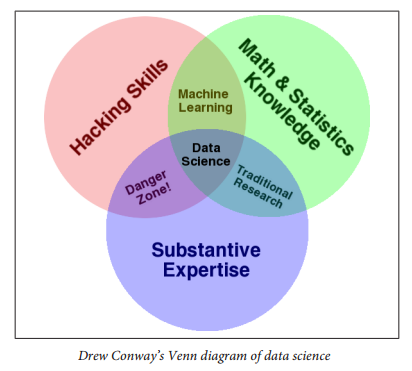 Hacking Skills
Math & Statistics
Knowledge
Machine
Learning
Data
Science
Danger
Zone!
Traditional
Research
Substantive
Expertise
Drew Conway's Venn diagram of data science